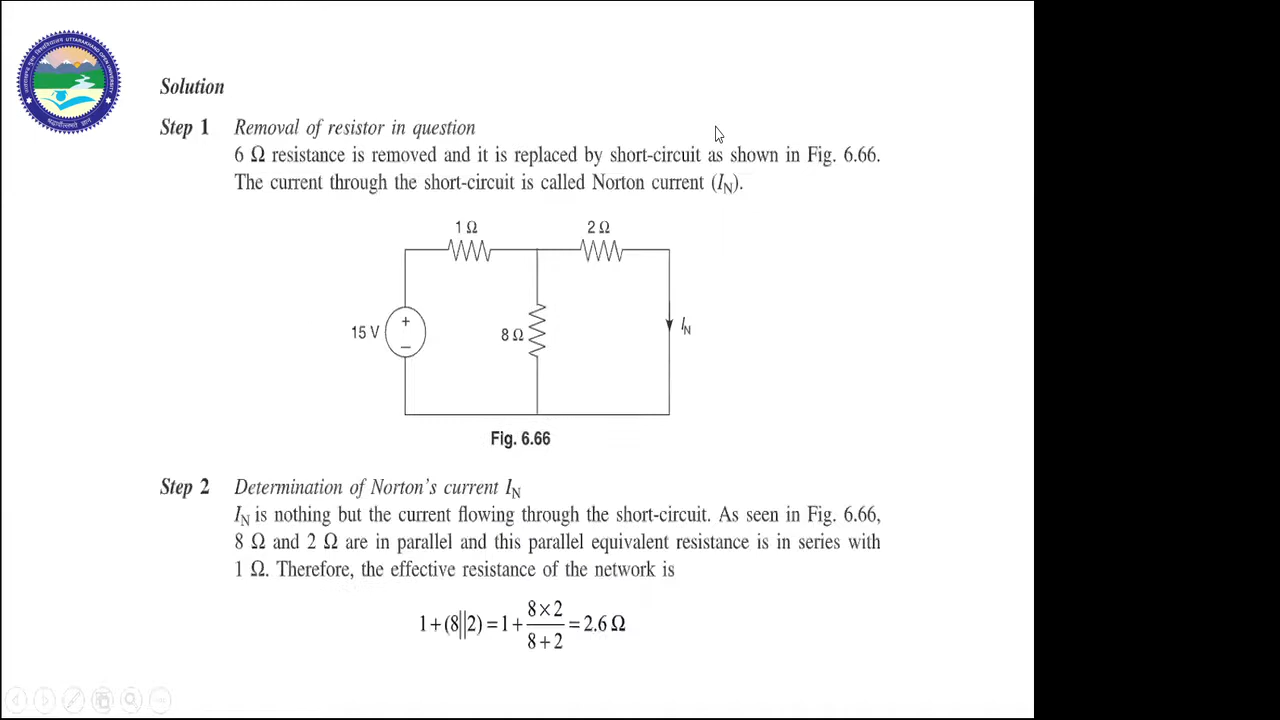 Solution
Step 1 Removal of resistor in question
6 Ω resistance is removed and it is replaced by short-circuit as shown in Fig. 6.66.
The current through the short-circuit is called Norton current (I_N).
1 Ω 2 Ω
15 V + − 8 Ω I_N
Fig. 6.66
Step 2 Determination of Norton's current I_N
I_N is nothing but the current flowing through the short-circuit. As seen in Fig. 6.66,
8 Ω and 2 Ω are in parallel and this parallel equivalent resistance is in series with
1 Ω. Therefore, the effective resistance of the network is
1 + (8||2) = 1 + (8 × 2)/(8 + 2) = 2.6 Ω